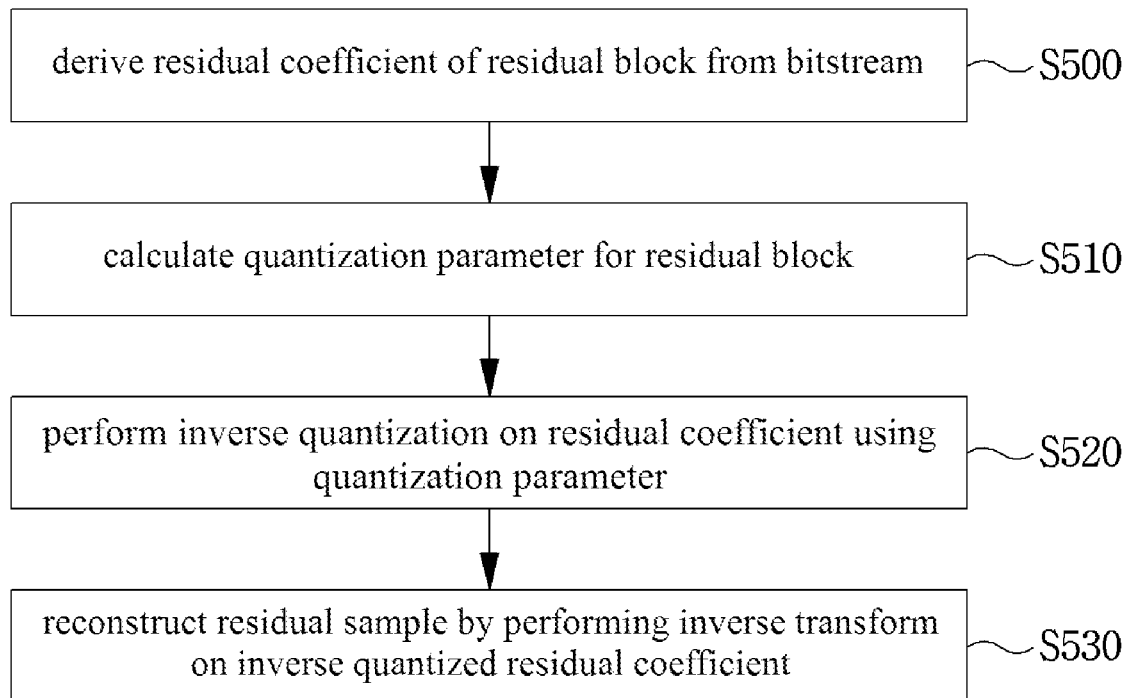 derive residual coefficient of residual block from bitstream
S500
calculate quantization parameter for residual block
S510
perform inverse quantization on residual coefficient using
quantization parameter
S520
reconstruct residual sample by performing inverse transform
on inverse quantized residual coefficient
S530